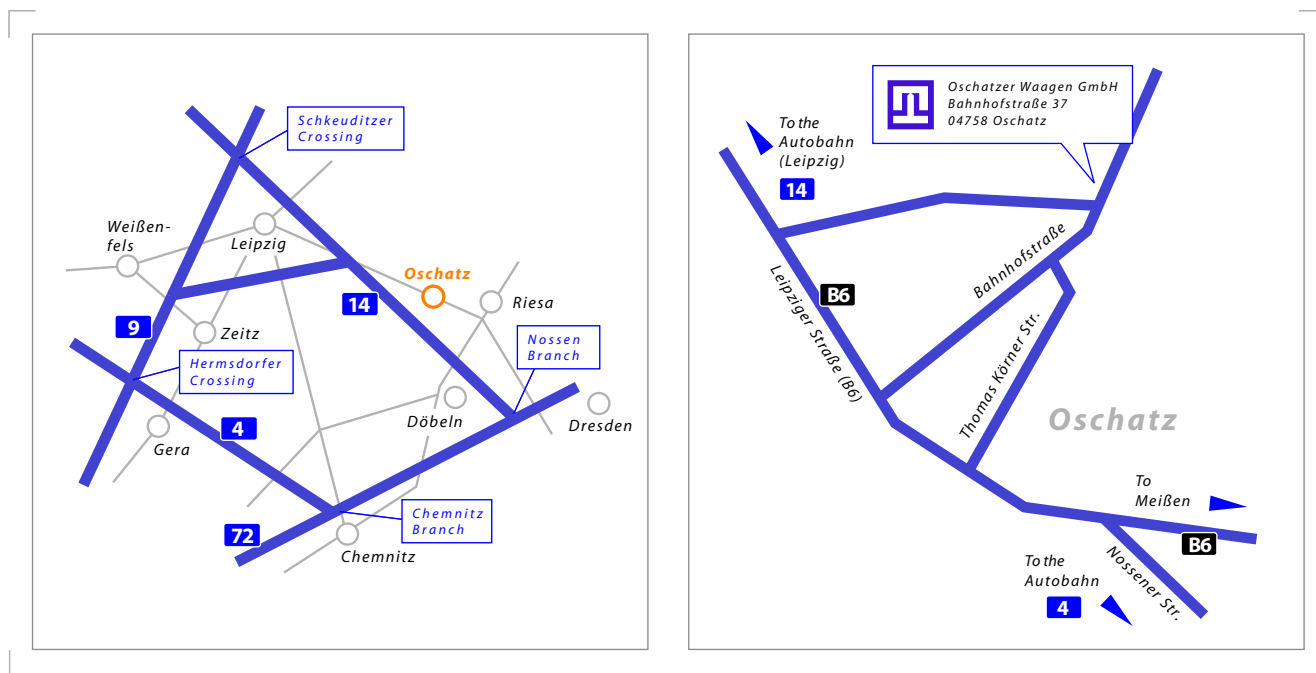 Schkeuditzer
Crossing
Weißen-
fels
Leipzig
Oschatz
Riesa
14
9
Zeitz
Nossen
Branch
Hermsdorfer
Crossing
4
Döbeln
Dresden
Gera
Chemnitz
Branch
72
Chemnitz
Oschatzer Waagen GmbH
Bahnhofstraße 37
04758 Oschatz
To the
Autobahn
(Leipzig)
14
Bahnhofstraße
B6
Leipziger Straße (B6)
Thomas Körner Str.
Oschatz
To
Meißen
B6
To the
Autobahn
4
Nossener Str.